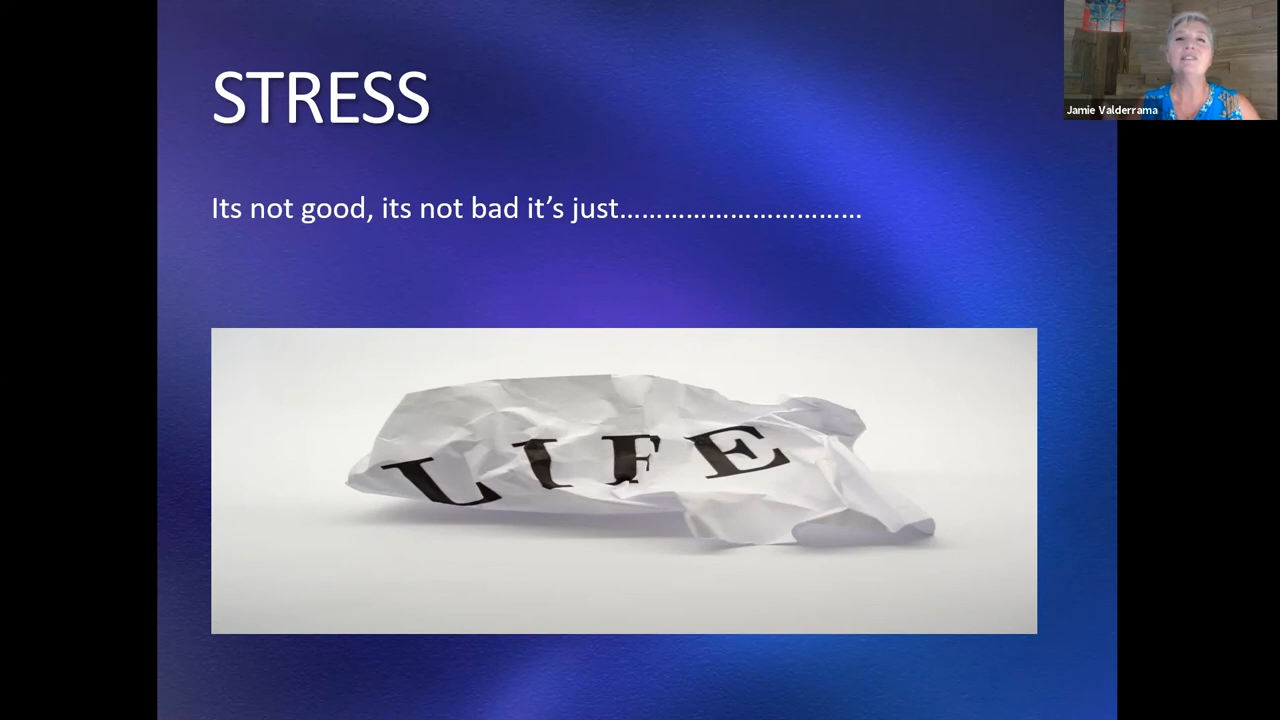 STRESS
Jamie Valderrama
Its not good, its not bad it’s just……………………………
LIFE